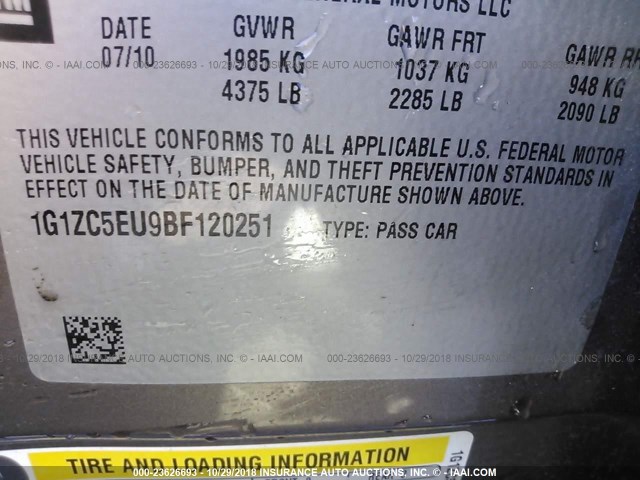 GM
GENERAL MOTORS LLC
DATE GVWR GAWR FRT GAWR RR
07/10 1985 KG 1037 KG 948 KG
4375 LB 2285 LB 2090 LB
THIS VEHICLE CONFORMS TO ALL APPLICABLE U.S. FEDERAL MOTOR
VEHICLE SAFETY, BUMPER, AND THEFT PREVENTION STANDARDS IN
EFFECT ON THE DATE OF MANUFACTURE SHOWN ABOVE.
1G1ZC5EU9BF120251 TYPE: PASS CAR
000-23626693 - 10/29/2018 INSURANCE AUTO AUCTIONS, INC. - IAAI.COM
TIRE AND LOADING INFORMATION